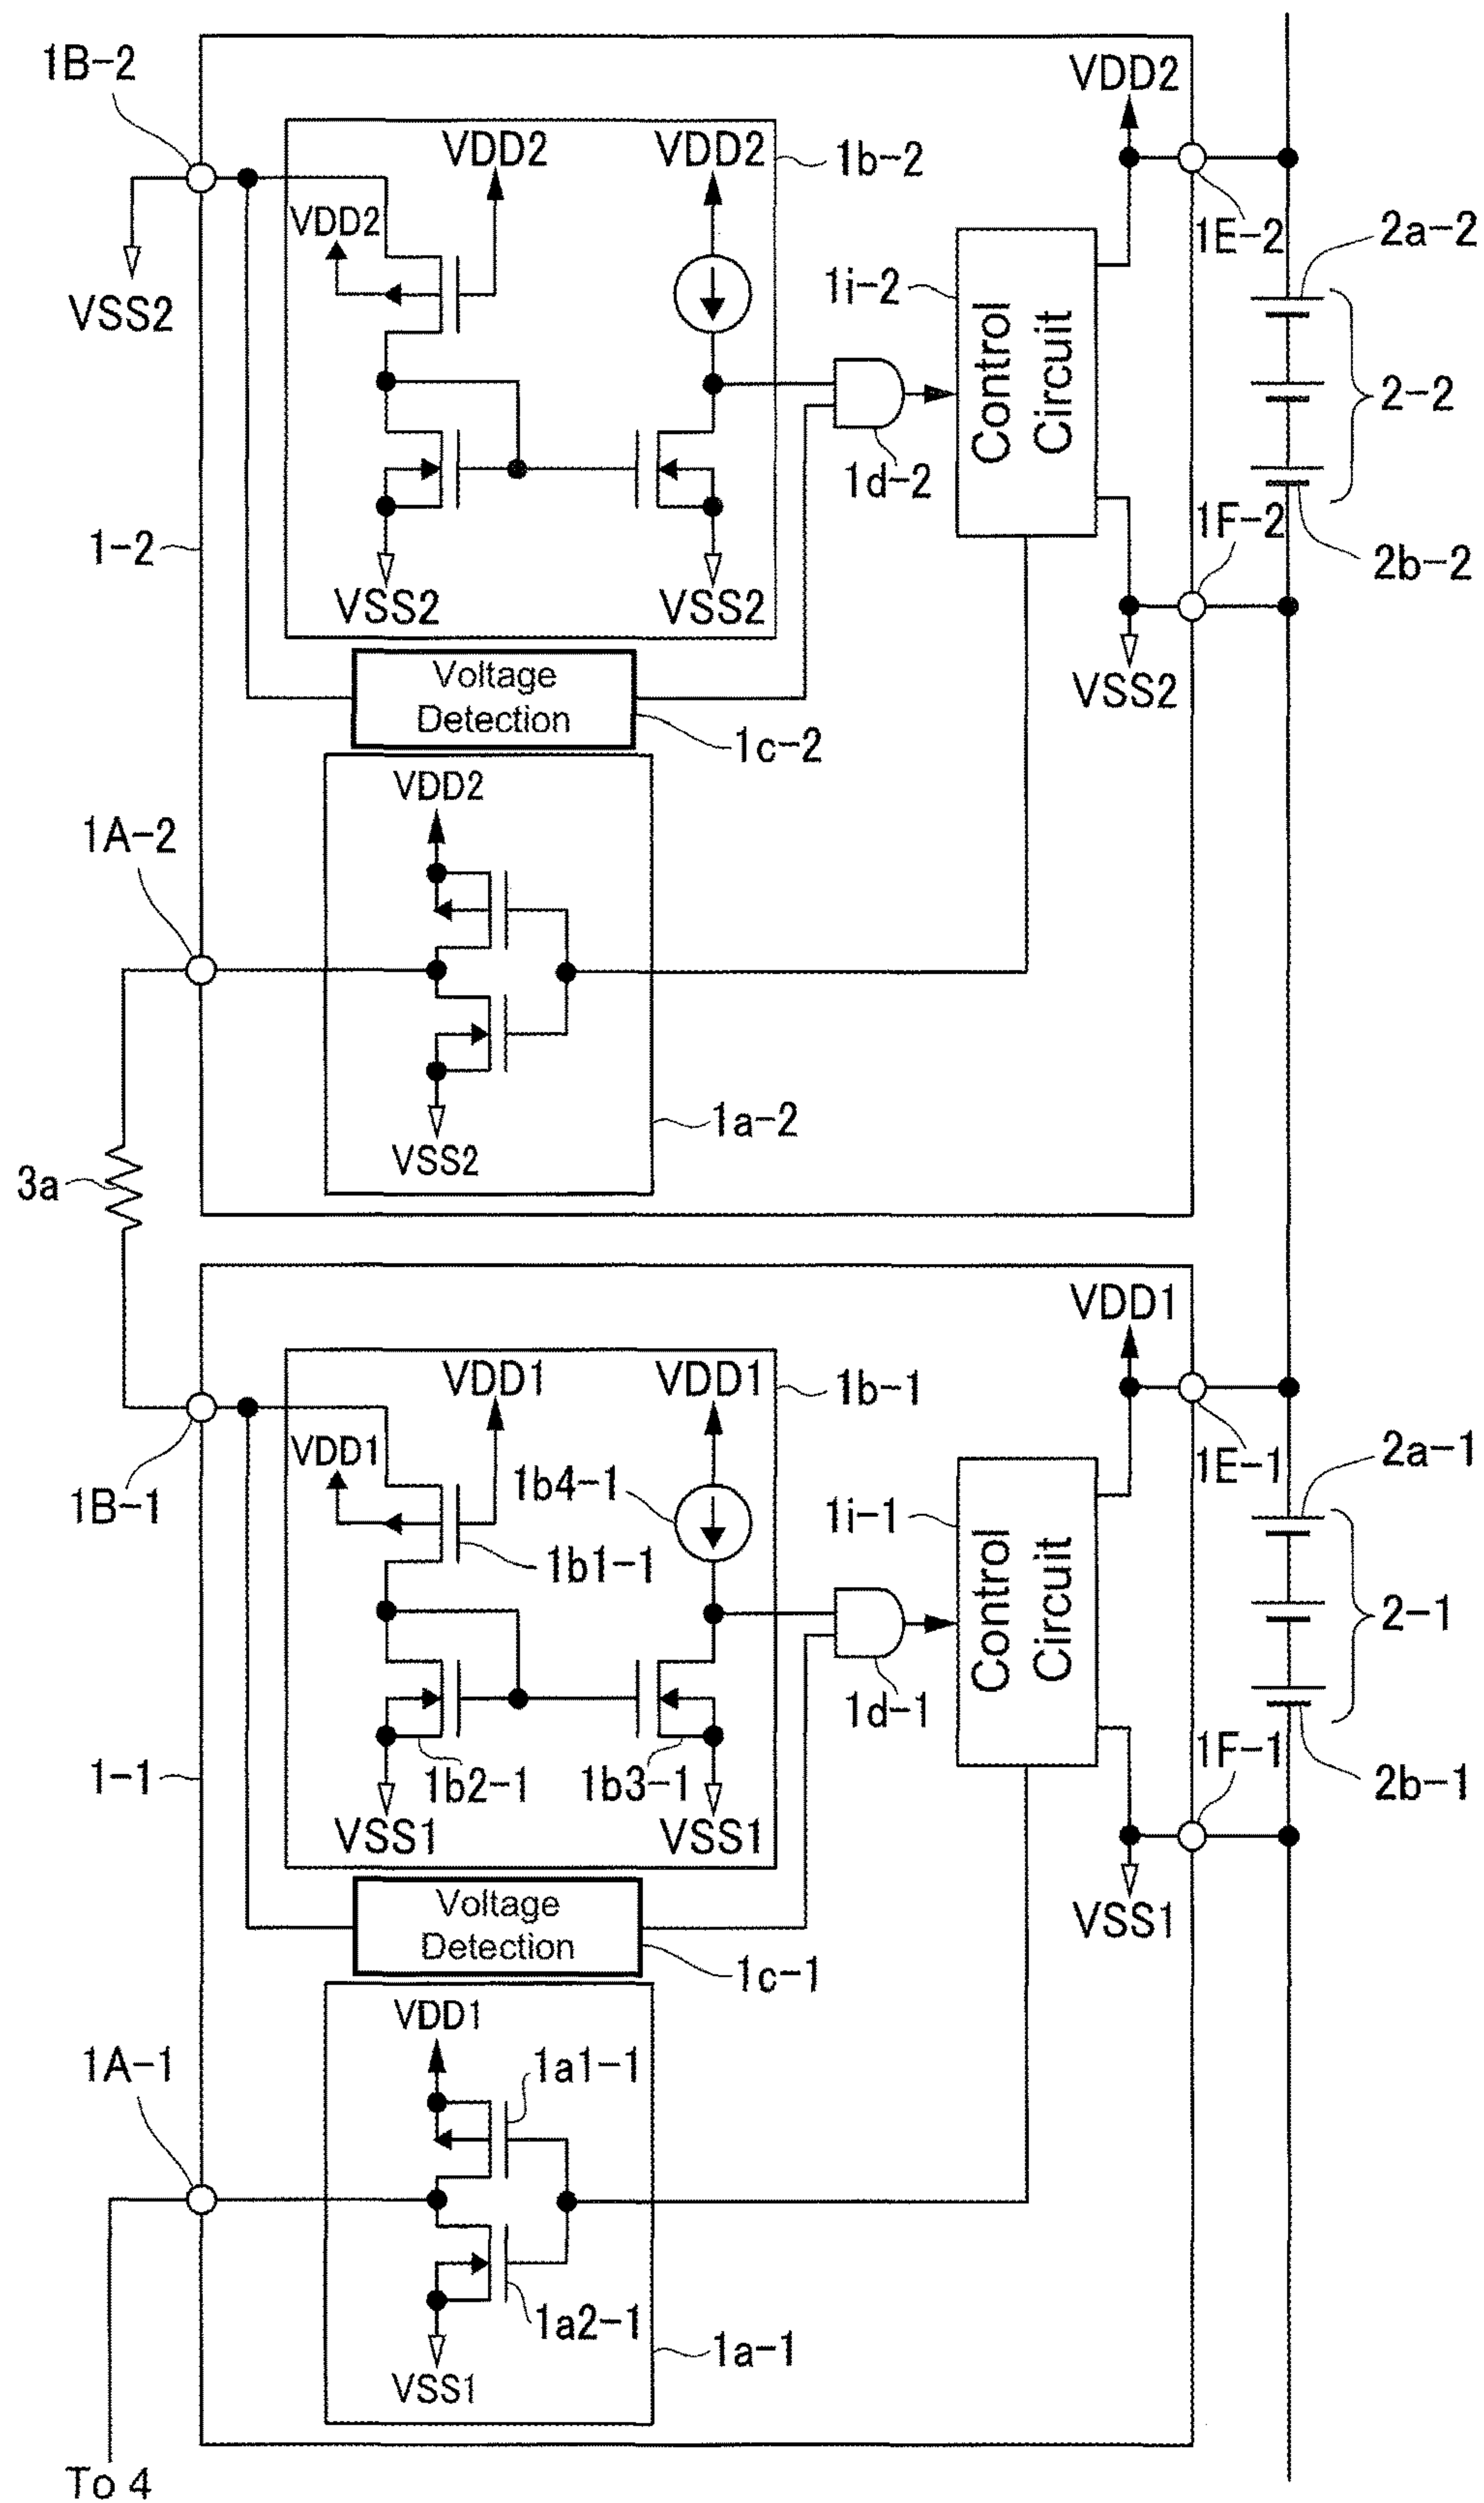 1B-2
VDD2
VDD2
VDD2
1b-2
VDD2
1E-2
2a-2
VSS2
1i-2
Control
Circuit
2-2
1d-2
1F-2
1-2
2b-2
VSS2
VSS2
Voltage
Detection
VSS2
1c-2
VDD2
1A-2
1a-2
VSS2
3a
VDD1
VDD1
VDD1
1b-1
VDD1
1E-1
2a-1
1B-1
1b4-1
1i-1
1b1-1
Control
Circuit
2-1
1d-1
1F-1
1-1
1b2-1
1b3-1
2b-1
VSS1
VSS1
Voltage
Detection
VSS1
1c-1
VDD1
1A-1
1a1-1
1a2-1
1a-1
VSS1
To 4